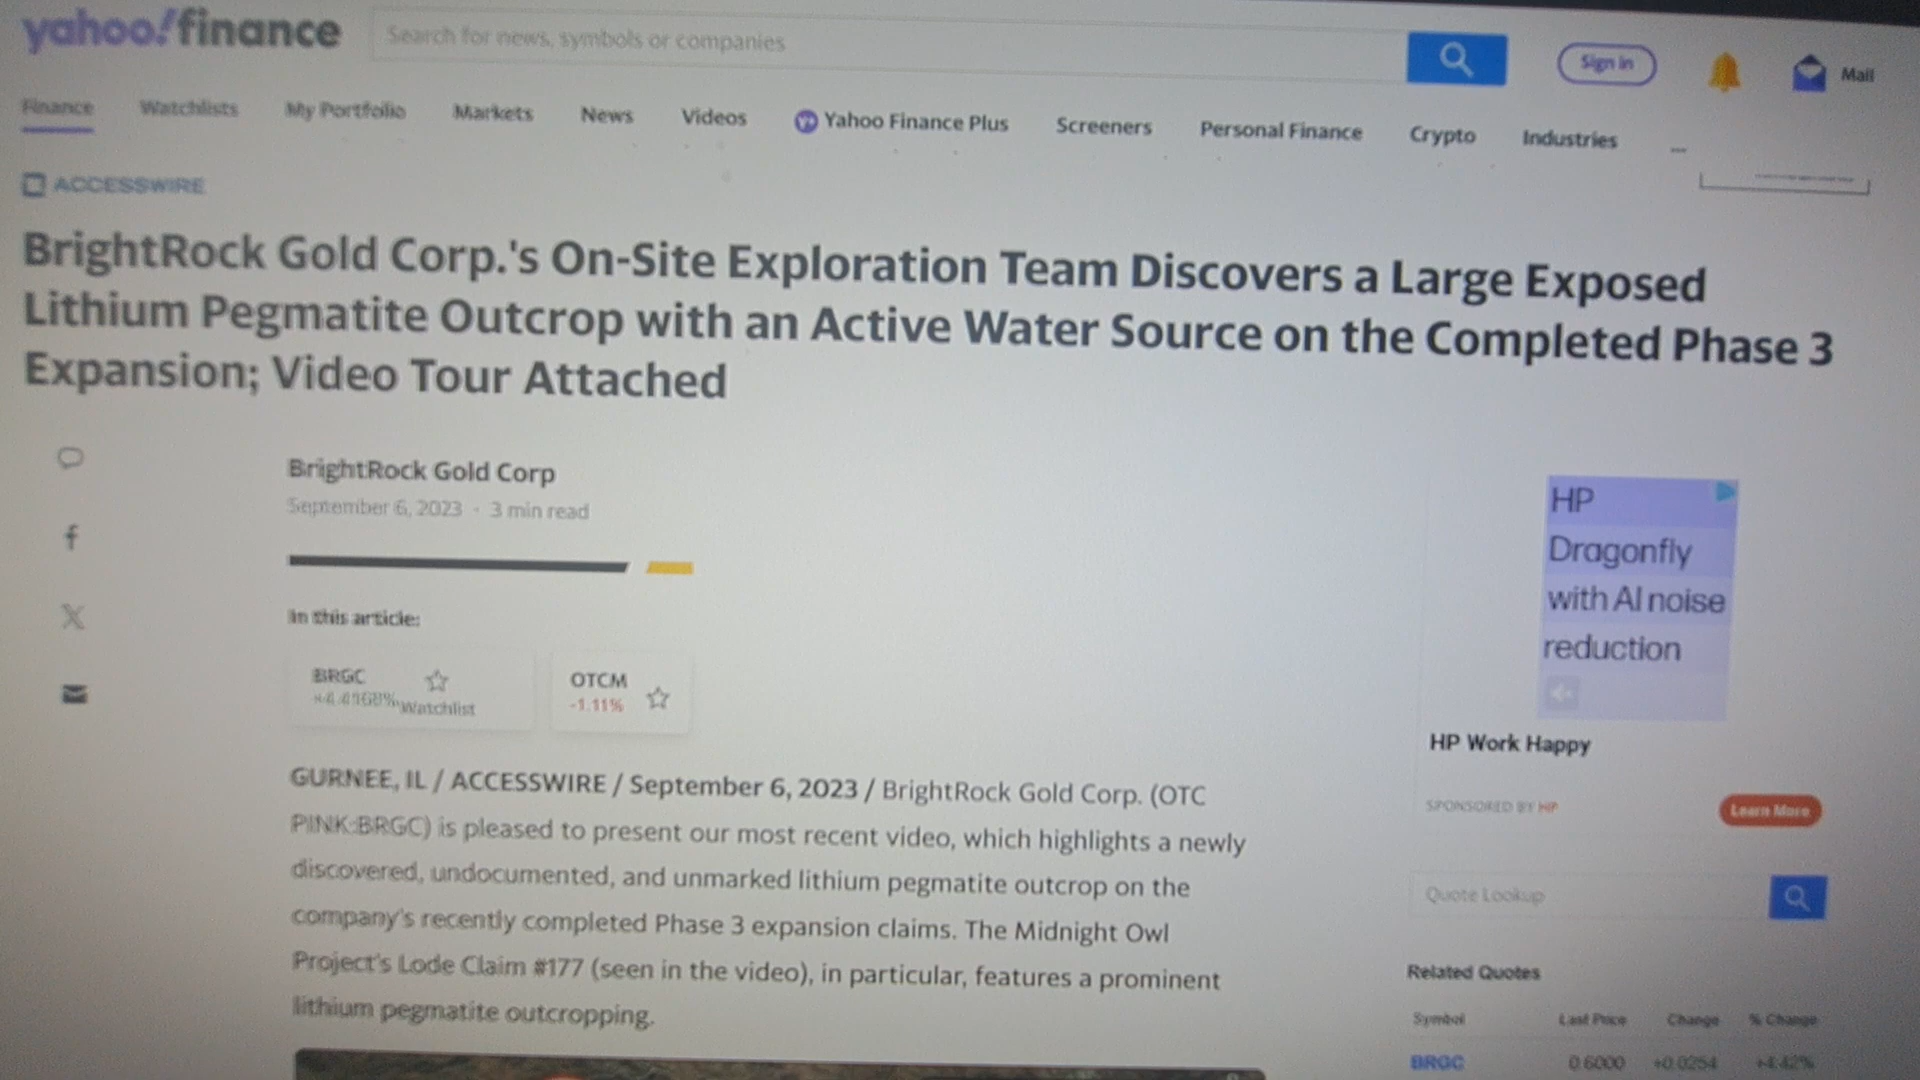 yahoo!finance
Search for news, symbols or companies
Sign in
Mail
Finance Watchlists My Portfolio Markets News Videos Yahoo Finance Plus Screeners Personal Finance Crypto Industries ...
ACCESSWIRE
BrightRock Gold Corp.'s On-Site Exploration Team Discovers a Large Exposed
Lithium Pegmatite Outcrop with an Active Water Source on the Completed Phase 3
Expansion; Video Tour Attached
BrightRock Gold Corp
September 6, 2023 · 3 min read
In this article:
BRGC
Watchlist
OTCM
-1.11%
GURNEE, IL / ACCESSWIRE / September 6, 2023 / BrightRock Gold Corp. (OTC
PINK:BRGC) is pleased to present our most recent video, which highlights a newly
discovered, undocumented, and unmarked lithium pegmatite outcrop on the
company's recently completed Phase 3 expansion claims. The Midnight Owl
Project's Lode Claim #177 (seen in the video), in particular, features a prominent
lithium pegmatite outcropping.
HP
Dragonfly
with AI noise
reduction
HP Work Happy
SPONSORED BY HP
Learn More
Quote Lookup
Related Quotes
Symbol Last Price Change % Change
BRGC 0.6000 +0.0254 +4.42%